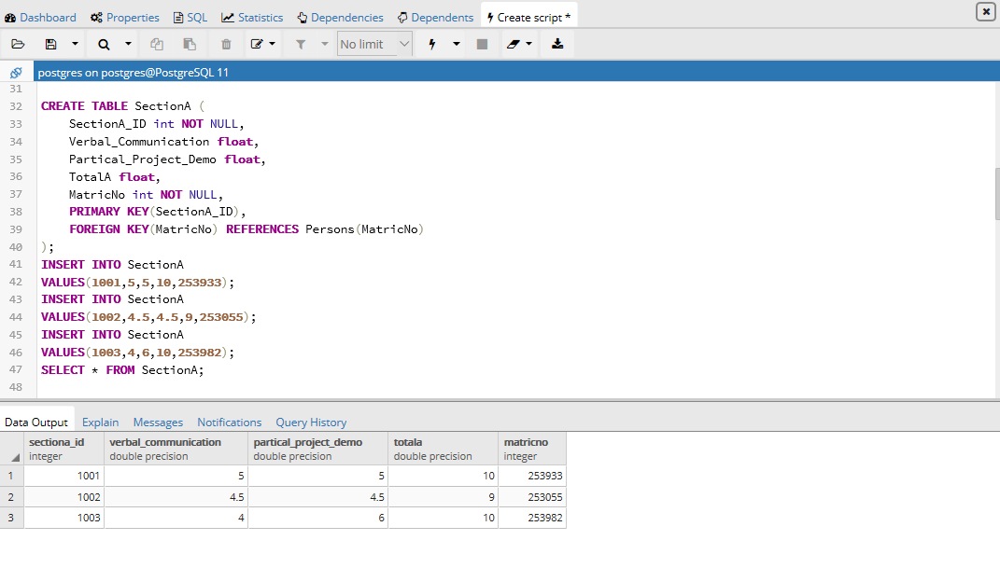 Dashboard Properties SQL Statistics Dependencies Dependents Create script *
No limit
postgres on postgres@PostgreSQL 11
31
32 CREATE TABLE SectionA (
33 SectionA_ID int NOT NULL,
34 Verbal_Communication float,
35 Partical_Project_Demo float,
36 TotalA float,
37 MatricNo int NOT NULL,
38 PRIMARY KEY(SectionA_ID),
39 FOREIGN KEY(MatricNo) REFERENCES Persons(MatricNo)
40 );
41 INSERT INTO SectionA
42 VALUES(1001,5,5,10,253933);
43 INSERT INTO SectionA
44 VALUES(1002,4.5,4.5,9,253055);
45 INSERT INTO SectionA
46 VALUES(1003,4,6,10,253982);
47 SELECT * FROM SectionA;
48
Data Output Explain Messages Notifications Query History
sectiona_id verbal_communication partical_project_demo totala matricno
integer double precision double precision double precision integer
1 1001 5 5 10 253933
2 1002 4.5 4.5 9 253055
3 1003 4 6 10 253982